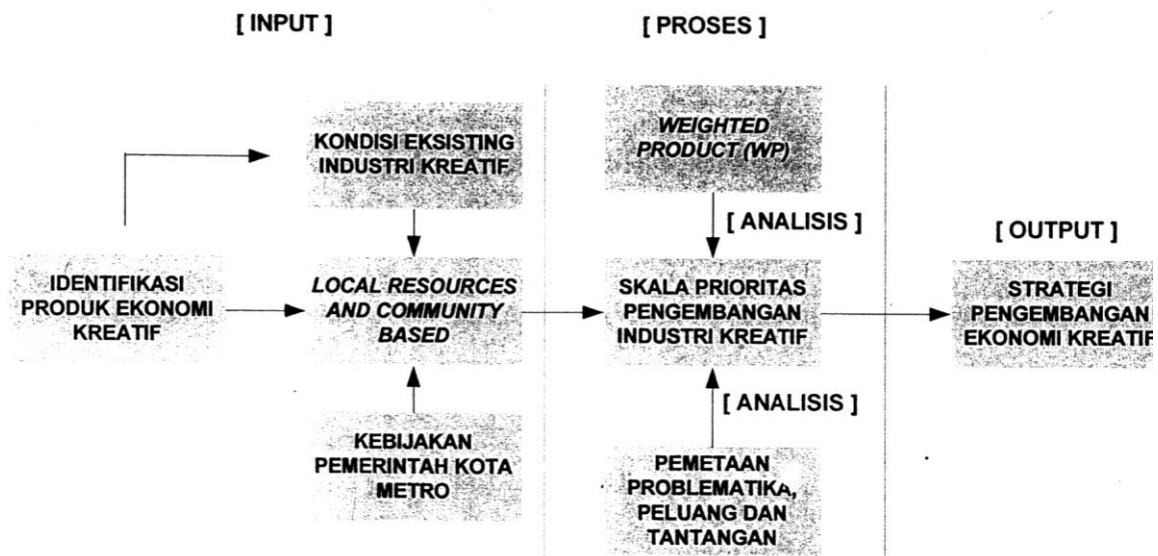 [ INPUT ]
[ PROSES ]
KONDISI EKSISTING
INDUSTRI KREATIF
WEIGHTED
PRODUCT (WP)
[ ANALISIS ]
[ OUTPUT ]
IDENTIFIKASI
PRODUK EKONOMI
KREATIF
LOCAL RESOURCES
AND COMMUNITY
BASED
SKALA PRIORITAS
PENGEMBANGAN
INDUSTRI KREATIF
STRATEGI
PENGEMBANGAN
EKONOMI KREATIF
[ ANALISIS ]
KEBIJAKAN
PEMERINTAH KOTA
METRO
PEMETAAN
PROBLEMATIKA,
PELUANG DAN
TANTANGAN